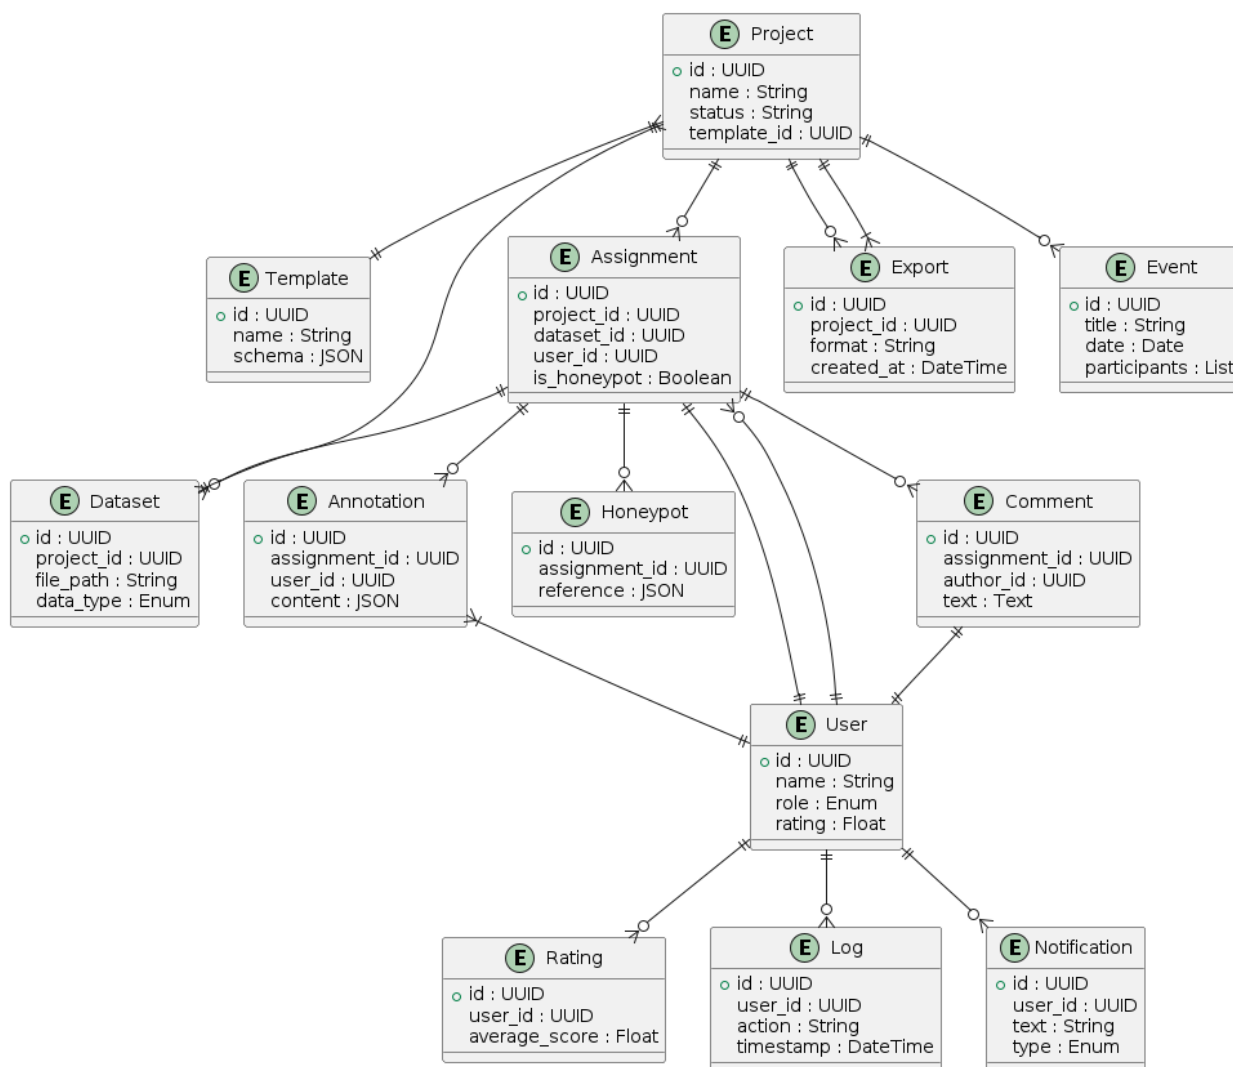 E Project
id : UUID
name : String
status : String
template_id : UUID
E Template
id : UUID
name : String
schema : JSON
E Assignment
id : UUID
project_id : UUID
dataset_id : UUID
user_id : UUID
is_honeypot : Boolean
E Export
id : UUID
project_id : UUID
format : String
created_at : DateTime
E Event
id : UUID
title : String
date : Date
participants : List
E Dataset
id : UUID
project_id : UUID
file_path : String
data_type : Enum
E Annotation
id : UUID
assignment_id : UUID
user_id : UUID
content : JSON
E Honeypot
id : UUID
assignment_id : UUID
reference : JSON
E Comment
id : UUID
assignment_id : UUID
author_id : UUID
text : Text
E User
id : UUID
name : String
role : Enum
rating : Float
E Rating
id : UUID
user_id : UUID
average_score : Float
E Log
id : UUID
user_id : UUID
action : String
timestamp : DateTime
E Notification
id : UUID
user_id : UUID
text : String
type : Enum